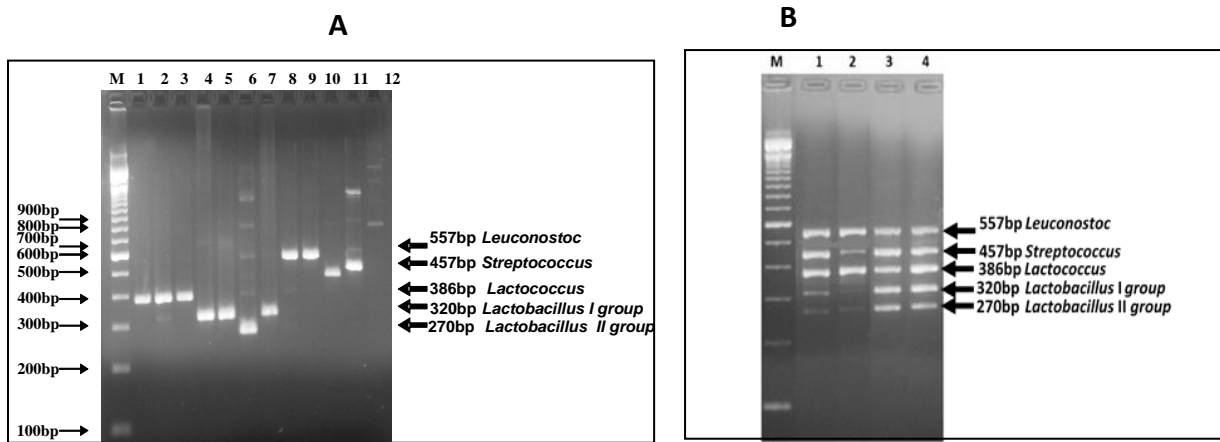 A
M 1 2 3 4 5 6 7 8 9 10 11 12
900bp
800bp
700bp
600bp
500bp
400bp
300bp
200bp
100bp
557bp Leuconostoc
457bp Streptococcus
386bp Lactococcus
320bp Lactobacillus I group
270bp Lactobacillus II group
B
M 1 2 3 4
557bp Leuconostoc
457bp Streptococcus
386bp Lactococcus
320bp Lactobacillus I group
270bp Lactobacillus II group